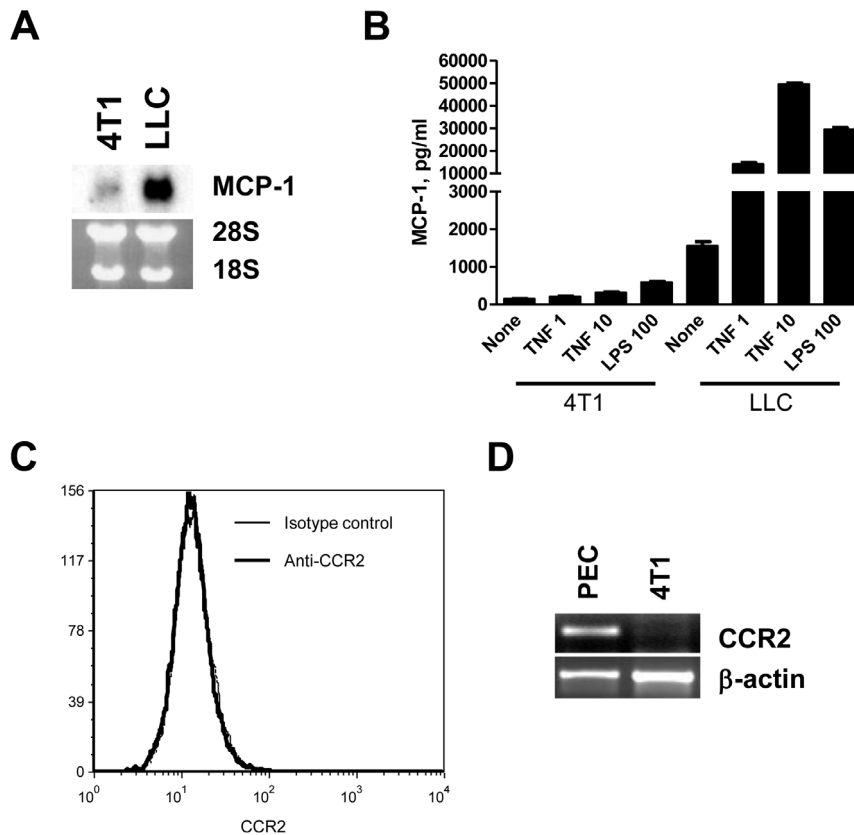 A
4T1 LLC
MCP-1
28S
18S
B
MCP-1, pg/ml
60000
50000
40000
30000
20000
10000
3000
2000
1000
0
None TNF 1 TNF 10 LPS 100 None TNF 1 TNF 10 LPS 100
4T1 LLC
C
156
117
78
39
0
Isotype control
Anti-CCR2
10^0 10^1 10^2 10^3 10^4
CCR2
D
PEC 4T1
CCR2
β-actin